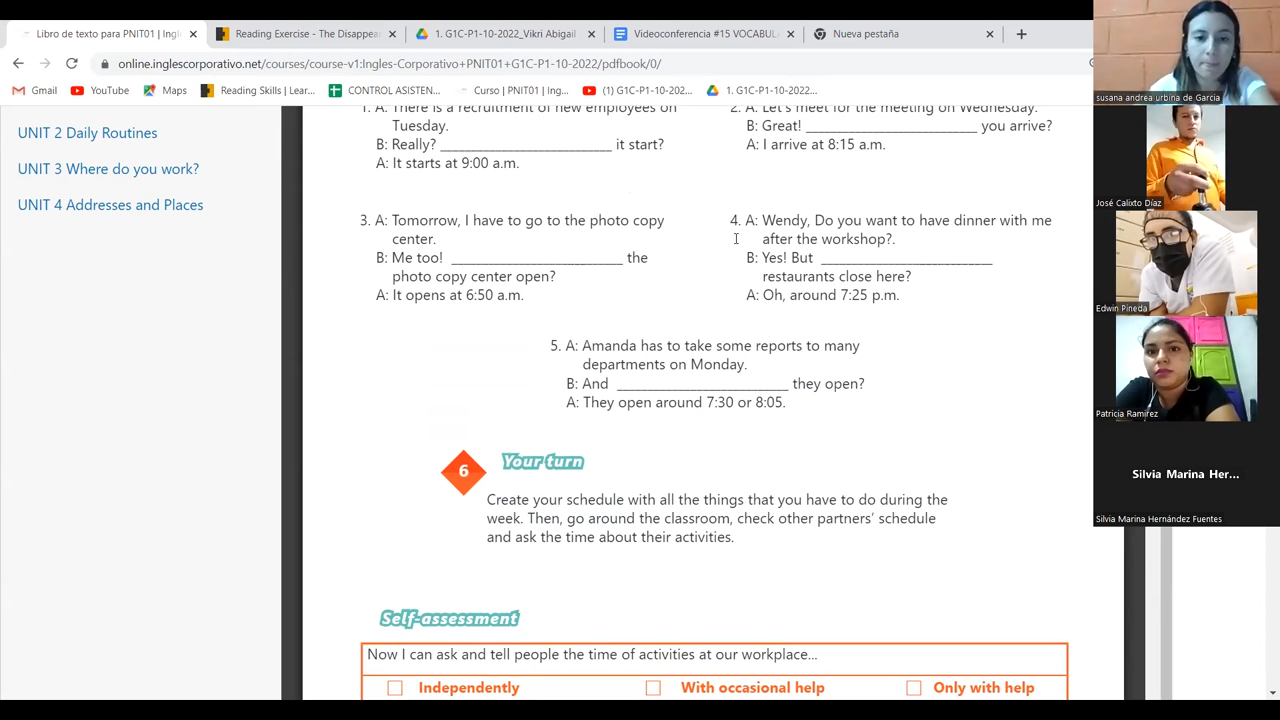 Libro de texto para PNIT01 | Ingl
Reading Exercise - The Disappea
1. G1C-P1-10-2022_Vikri Abigail
Videoconferencia #15 VOCABUL
Nueva pestaña
online.inglescorporativo.net/courses/course-v1:Ingles-Corporativo+PNIT01+G1C-P1-10-2022/pdfbook/0/
Gmail
YouTube
Maps
Reading Skills | Lear...
CONTROL ASISTEN...
Curso | PNIT01 | Ing...
(1) G1C-P1-10-202...
1. G1C-P1-10-2022...
UNIT 2 Daily Routines
UNIT 3 Where do you work?
UNIT 4 Addresses and Places
of new employees on
Tuesday.
B: Really? ______________________ it start?
A: It starts at 9:00 a.m.
2. A: Let's meet for the meeting on Wednesday.
B: Great! ______________________ you arrive?
A: I arrive at 8:15 a.m.
3. A: Tomorrow, I have to go to the photo copy
center.
B: Me too! ______________________ the
photo copy center open?
A: It opens at 6:50 a.m.
4. A: Wendy, Do you want to have dinner with me
after the workshop?.
B: Yes! But ______________________
restaurants close here?
A: Oh, around 7:25 p.m.
5. A: Amanda has to take some reports to many
departments on Monday.
B: And ______________________ they open?
A: They open around 7:30 or 8:05.
6 Your turn
Create your schedule with all the things that you have to do during the
week. Then, go around the classroom, check other partners' schedule
and ask the time about their activities.
Self-assessment
Now I can ask and tell people the time of activities at our workplace...
Independently
With occasional help
Only with help
susana andrea urbina de Garcia
José Calixto Díaz
Edwin Pineda
Patricia Ramirez
Silvia Marina Her...
Silvia Marina Hernández Fuentes